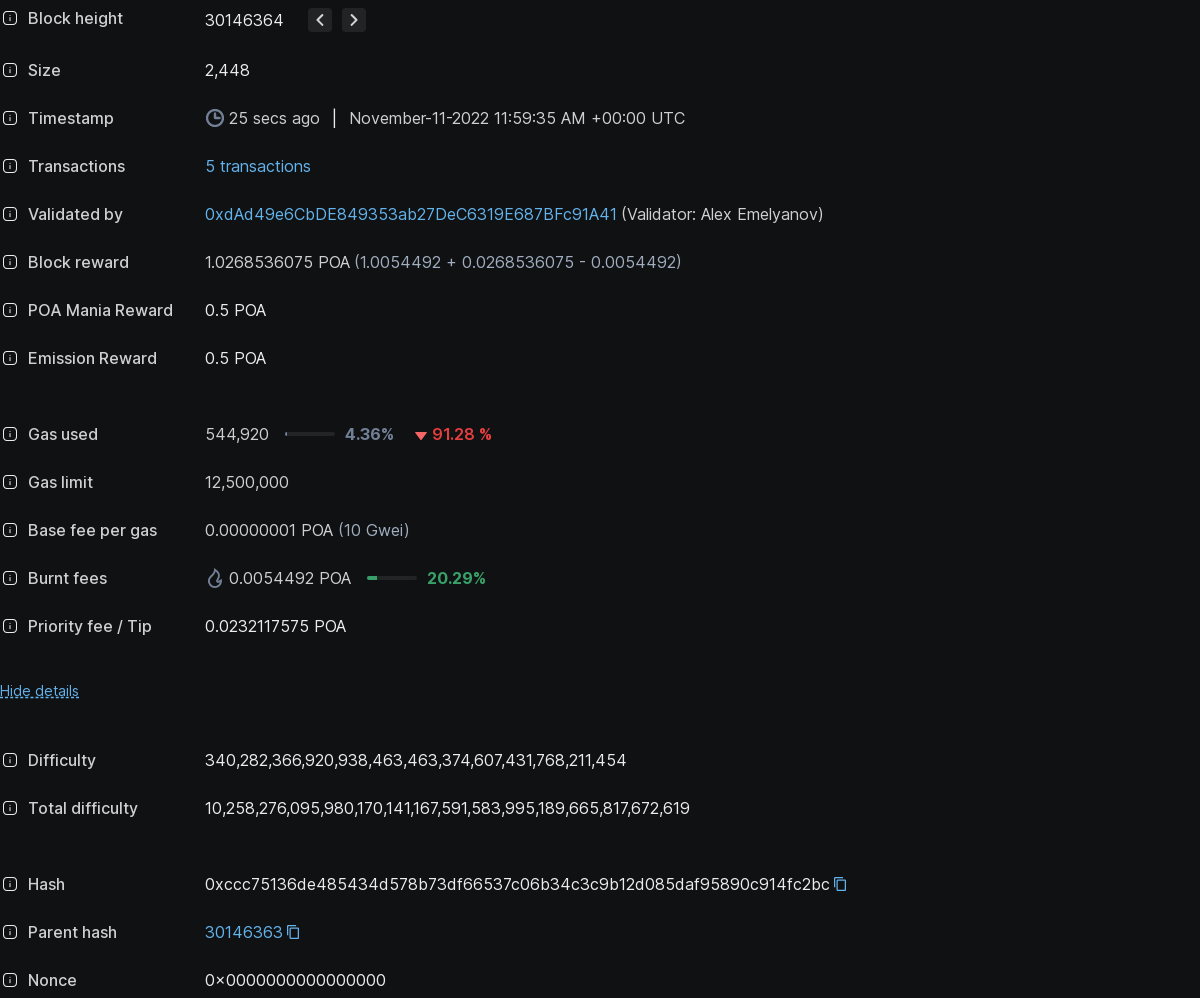 Block height 30146364
Size 2,448
Timestamp 25 secs ago | November-11-2022 11:59:35 AM +00:00 UTC
Transactions 5 transactions
Validated by 0xdAd49e6CbDE849353ab27DeC6319E687BFc91A41 (Validator: Alex Emelyanov)
Block reward 1.0268536075 POA (1.0054492 + 0.0268536075 - 0.0054492)
POA Mania Reward 0.5 POA
Emission Reward 0.5 POA
Gas used 544,920 4.36% 91.28 %
Gas limit 12,500,000
Base fee per gas 0.00000001 POA (10 Gwei)
Burnt fees 0.0054492 POA 20.29%
Priority fee / Tip 0.0232117575 POA
Hide details
Difficulty 340,282,366,920,938,463,463,374,607,431,768,211,454
Total difficulty 10,258,276,095,980,170,141,167,591,583,995,189,665,817,672,619
Hash 0xccc75136de485434d578b73df66537c06b34c3c9b12d085daf95890c914fc2bc
Parent hash 30146363
Nonce 0x0000000000000000